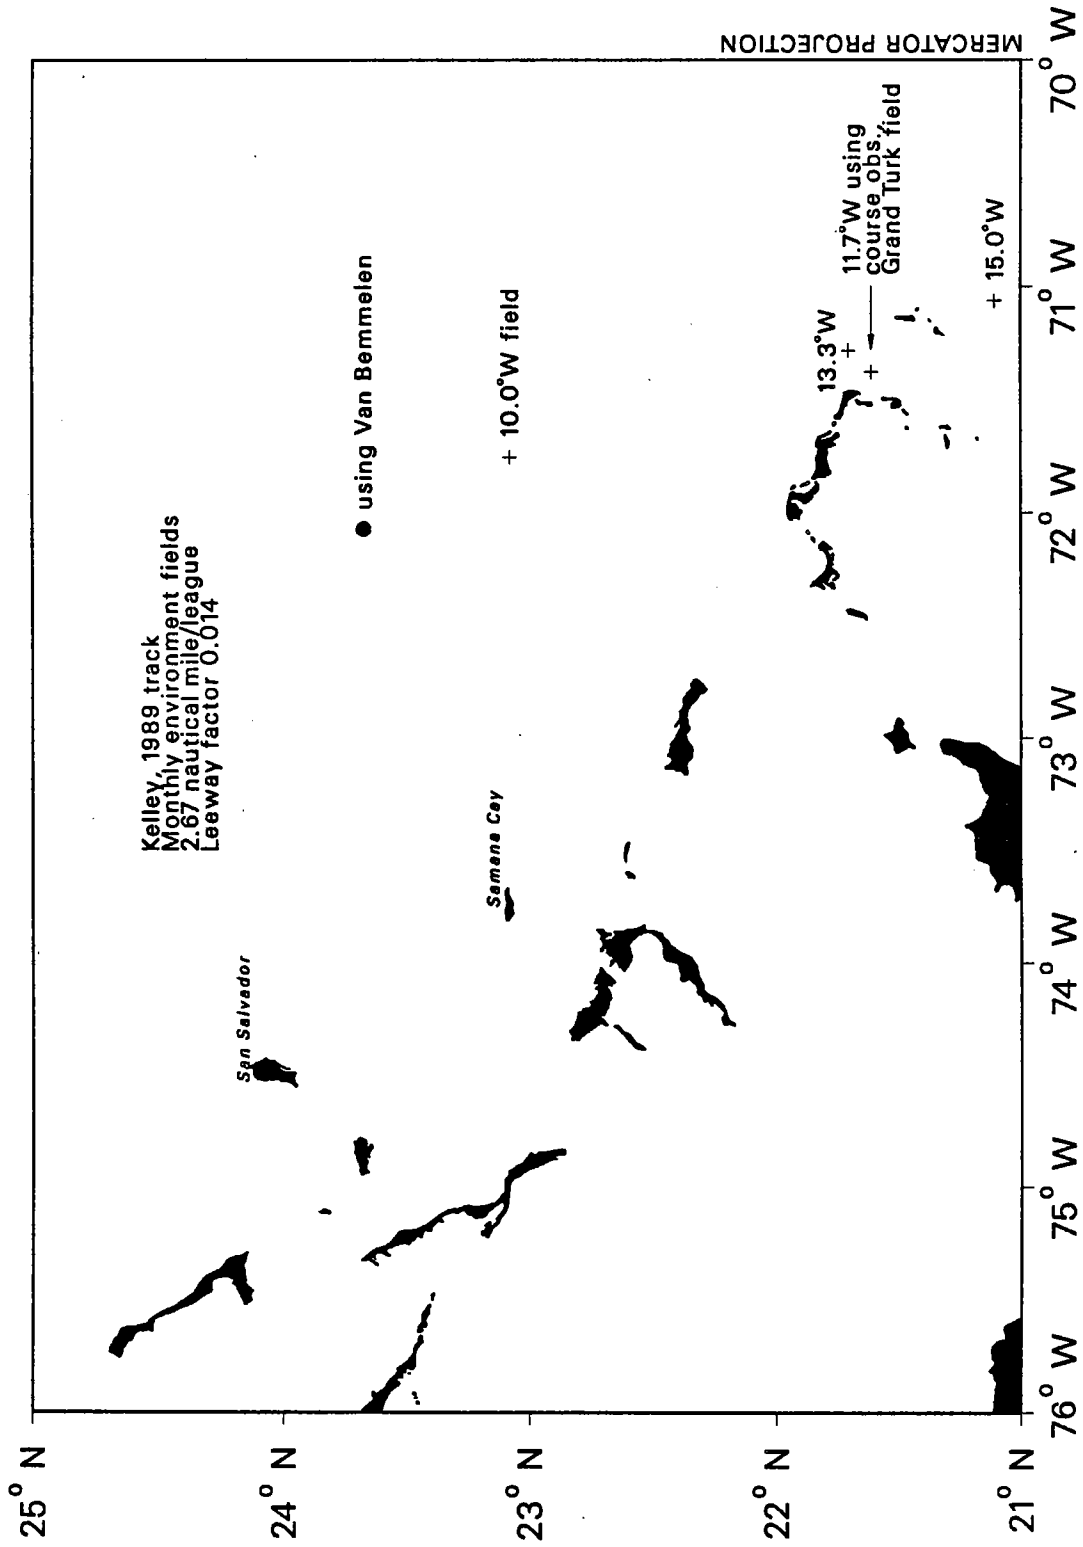 Kelley, 1989 track
Monthly environment fields
2.67 nautical mile/league
Leeway factor 0.014
San Salvador
Samana Cay
using Van Bemmelen
+ 10.0°W field
13.3°W
+
+
11.7°W using
course obs.,
Grand Turk field
+ 15.0°W
25° N
24° N
23° N
22° N
21° N
76° W
75° W
74° W
73° W
72° W
71° W
70° W
MERCATOR PROJECTION